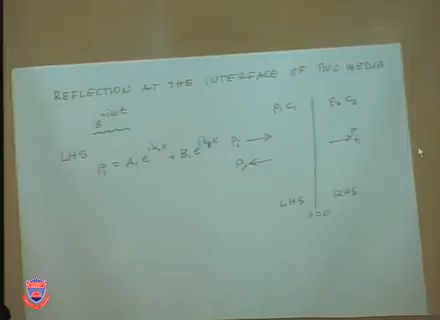 REFLECTION AT THE INTERFACE OF TWO MEDIA
e^{-iωt}
ρ₁ c₁ ρ₂ c₂
LHS P₁ = A₁ e^{ik₁x} + B₁ e^{ik₁x} Pᵢ → → Pₜ
Pᵣ ←
LHS RHS
x=0